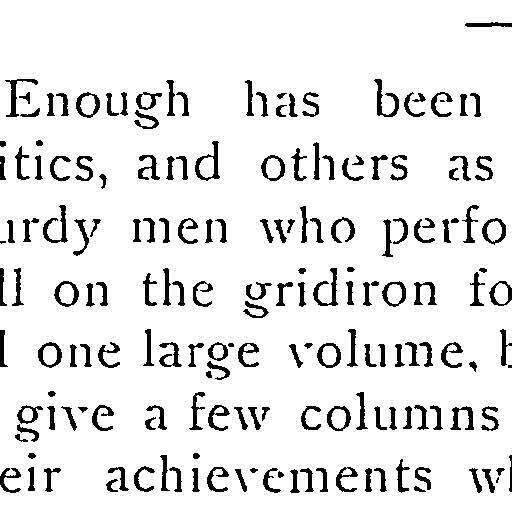 Enough has been
itics, and others as
urdy men who perfo
ll on the gridiron fo
l one large volume, b
give a few columns
eir achievements wh